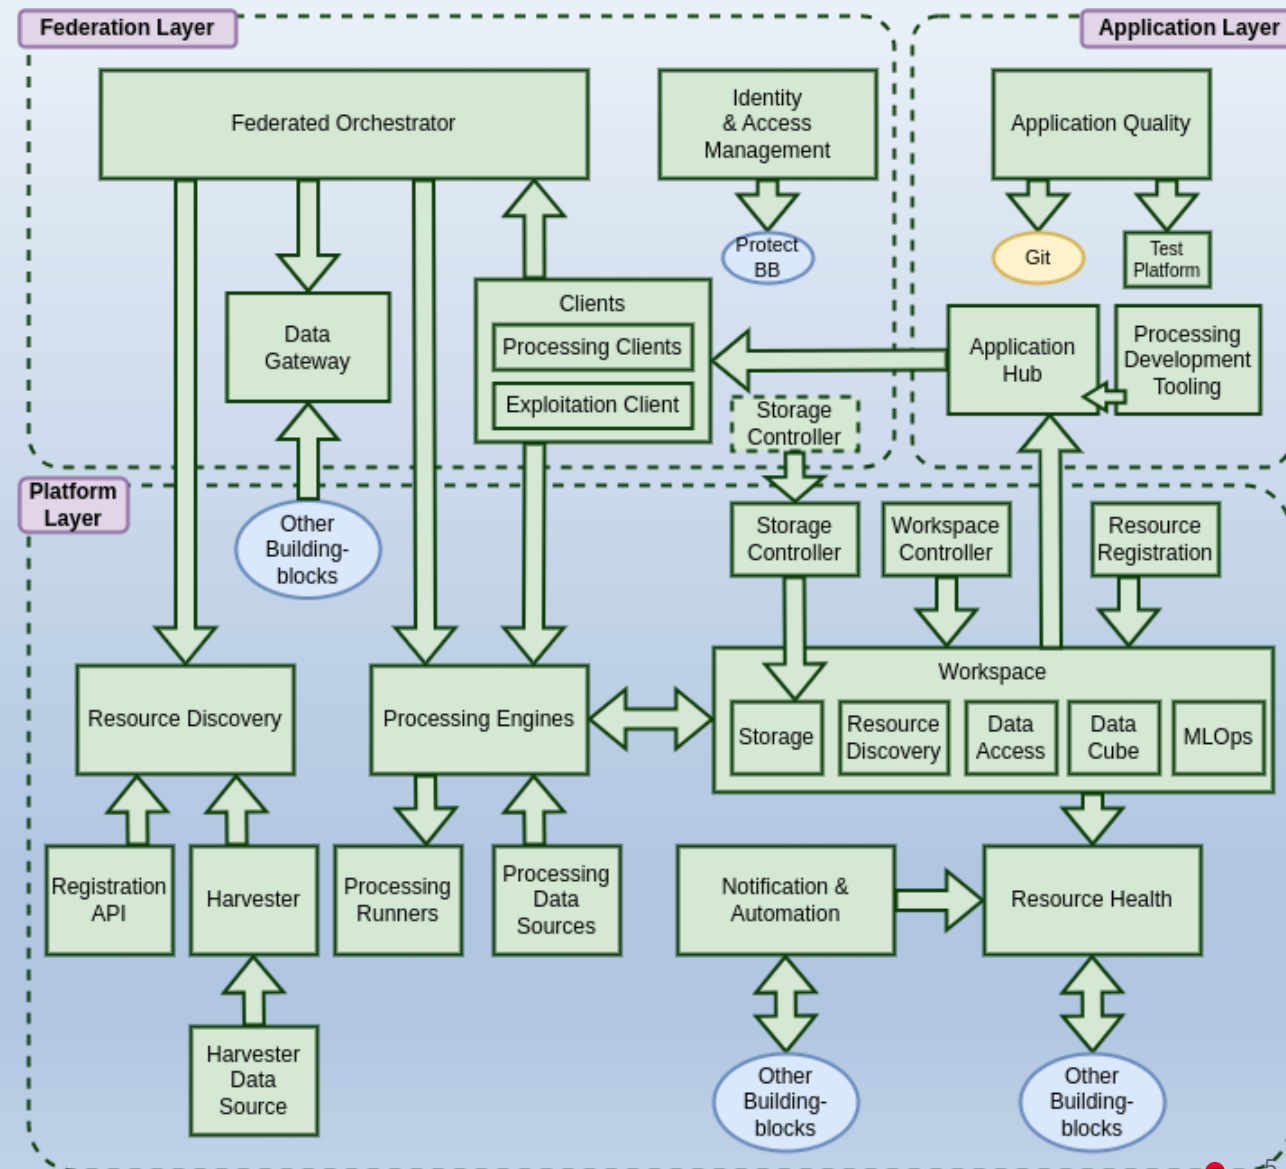 Federation Layer
Application Layer
Federated Orchestrator
Identity
& Access
Management
Application Quality
Protect
BB
Git
Test
Platform
Data
Gateway
Clients
Processing Clients
Exploitation Client
Application
Hub
Processing
Development
Tooling
Storage
Controller
Platform
Layer
Other
Building-
blocks
Storage
Controller
Workspace
Controller
Resource
Registration
Resource Discovery
Processing Engines
Workspace
Storage
Resource
Discovery
Data
Access
Data
Cube
MLOps
Registration
API
Harvester
Processing
Runners
Processing
Data
Sources
Notification &
Automation
Resource Health
Harvester
Data
Source
Other
Building-
blocks
Other
Building-
blocks